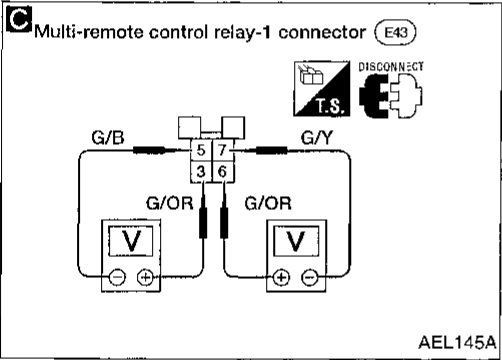 C Multi-remote control relay-1 connector E43
DISCONNECT
T.S.
G/B 5 7 G/Y
3 6
G/OR G/OR
V V
− + + −
AEL145A